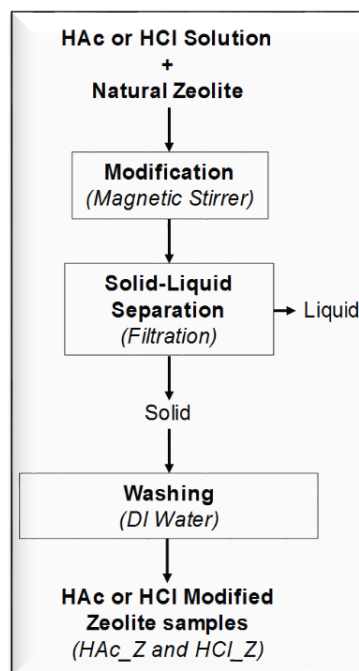 HAc or HCl Solution
+
Natural Zeolite
Modification
(Magnetic Stirrer)
Solid-Liquid
Separation
(Filtration)
Liquid
Solid
Washing
(DI Water)
HAc or HCl Modified
Zeolite samples
(HAc_Z and HCl_Z)